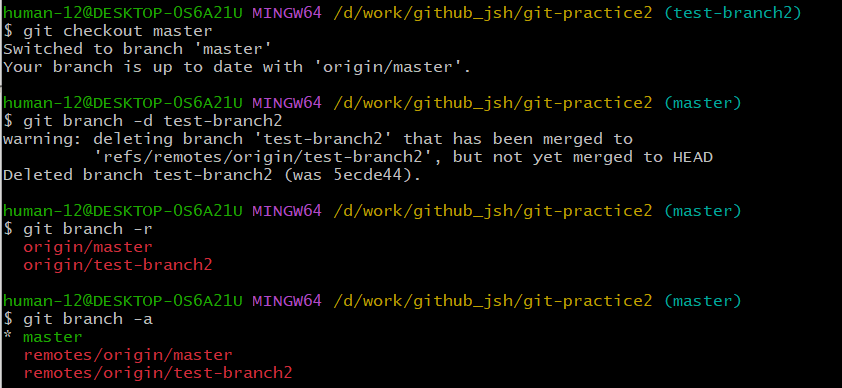 human-12@DESKTOP-OS6A21U MINGW64 /d/work/github_jsh/git-practice2 (test-branch2)
$ git checkout master
Switched to branch 'master'
Your branch is up to date with 'origin/master'.
human-12@DESKTOP-OS6A21U MINGW64 /d/work/github_jsh/git-practice2 (master)
$ git branch -d test-branch2
warning: deleting branch 'test-branch2' that has been merged to
         'refs/remotes/origin/test-branch2', but not yet merged to HEAD
Deleted branch test-branch2 (was 5ecde44).
human-12@DESKTOP-OS6A21U MINGW64 /d/work/github_jsh/git-practice2 (master)
$ git branch -r
  origin/master
  origin/test-branch2
human-12@DESKTOP-OS6A21U MINGW64 /d/work/github_jsh/git-practice2 (master)
$ git branch -a
* master
  remotes/origin/master
  remotes/origin/test-branch2